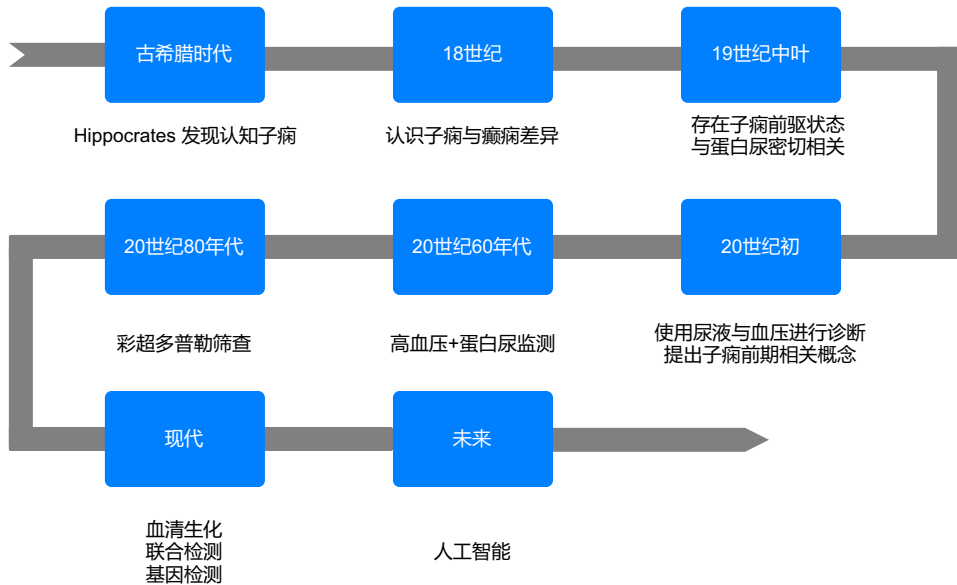 古希腊时代
18世纪
19世纪中叶
Hippocrates 发现认知子痫
认识子痫与癫痫差异
存在子痫前驱状态
与蛋白尿密切相关
20世纪80年代
20世纪60年代
20世纪初
彩超多普勒筛查
高血压+蛋白尿监测
使用尿液与血压进行诊断
提出子痫前期相关概念
现代
未来
血清生化
联合检测
基因检测
人工智能